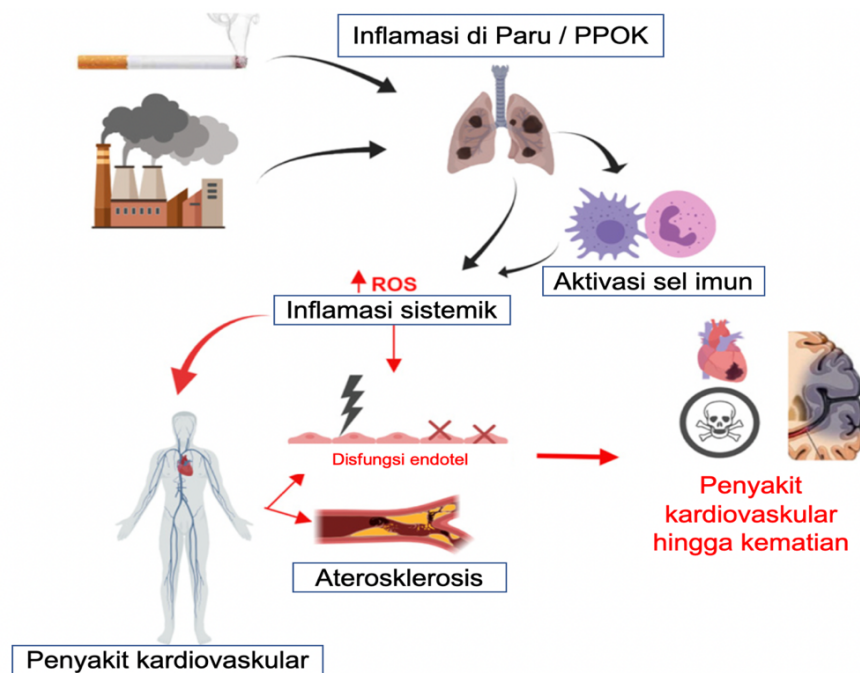 Inflamasi di Paru / PPOK
Aktivasi sel imun
ROS
Inflamasi sistemik
Disfungsi endotel
Aterosklerosis
Penyakit
kardiovaskular
hingga kematian
Penyakit kardiovaskular